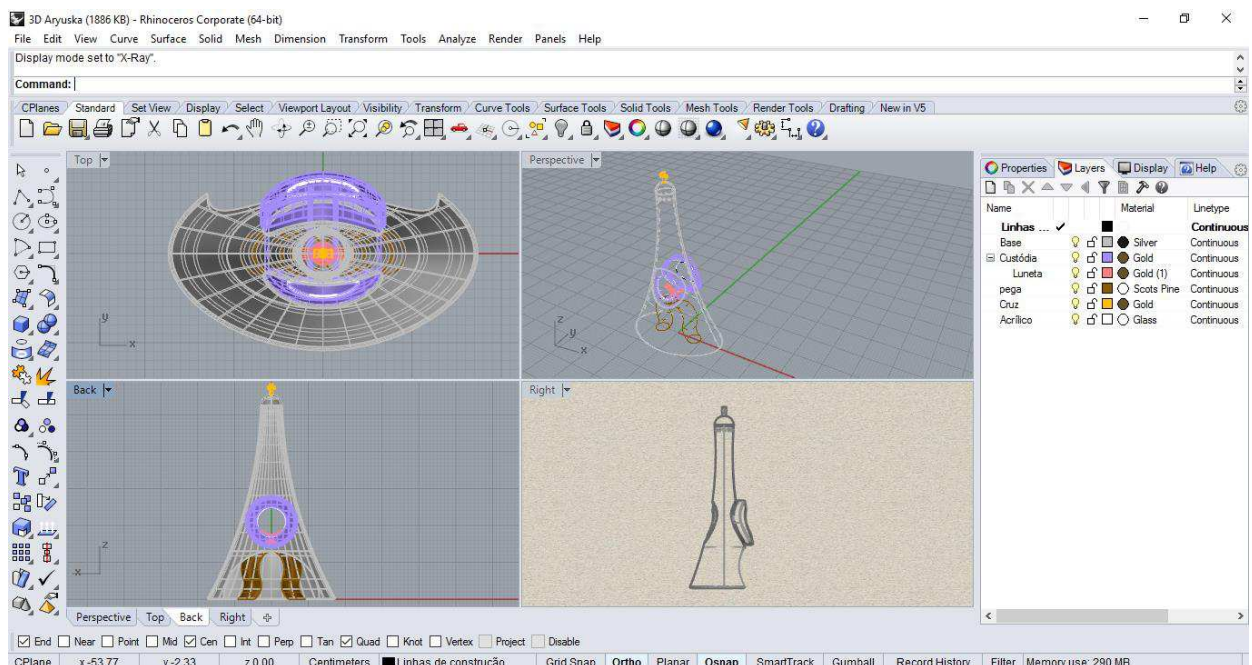 3D Aryuska (1886 KB) - Rhinoceros Corporate (64-bit)
File Edit View Curve Surface Solid Mesh Dimension Transform Tools Analyze Render Panels Help
Display mode set to "X-Ray".
Command:
CPlanes Standard Set View Display Select Viewport Layout Visibility Transform Curve Tools Surface Tools Solid Tools Mesh Tools Render Tools Drafting New in V5
Top
Perspective
Properties Layers Display Help
Name Material Linetype
Linhas ... Continuous
Base Silver Continuous
Custódia Gold Continuous
Luneta Gold (1) Continuous
pega Scots Pine Continuous
Cruz Gold Continuous
Acrílico Glass Continuous
y
x
z
y
x
Back
Right
z
x
Perspective Top Back Right
End Near Point Mid Cen Int Perp Tan Quad Knot Vertex Project Disable
CPlane x -53.77 y -2.33 z 0.00 Centimeters Linhas de construção Grid Snap Ortho Planar Osnap SmartTrack Gumball Record History Filter Memory use: 290 MB